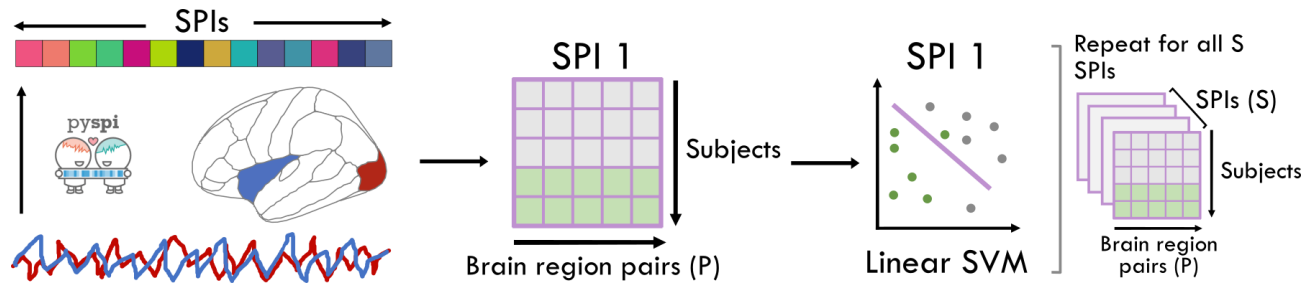 SPIs
pyspi
SPI 1
Subjects
Brain region pairs (P)
SPI 1
Linear SVM
Repeat for all S
SPIs
SPIs (S)
Subjects
Brain region
pairs (P)